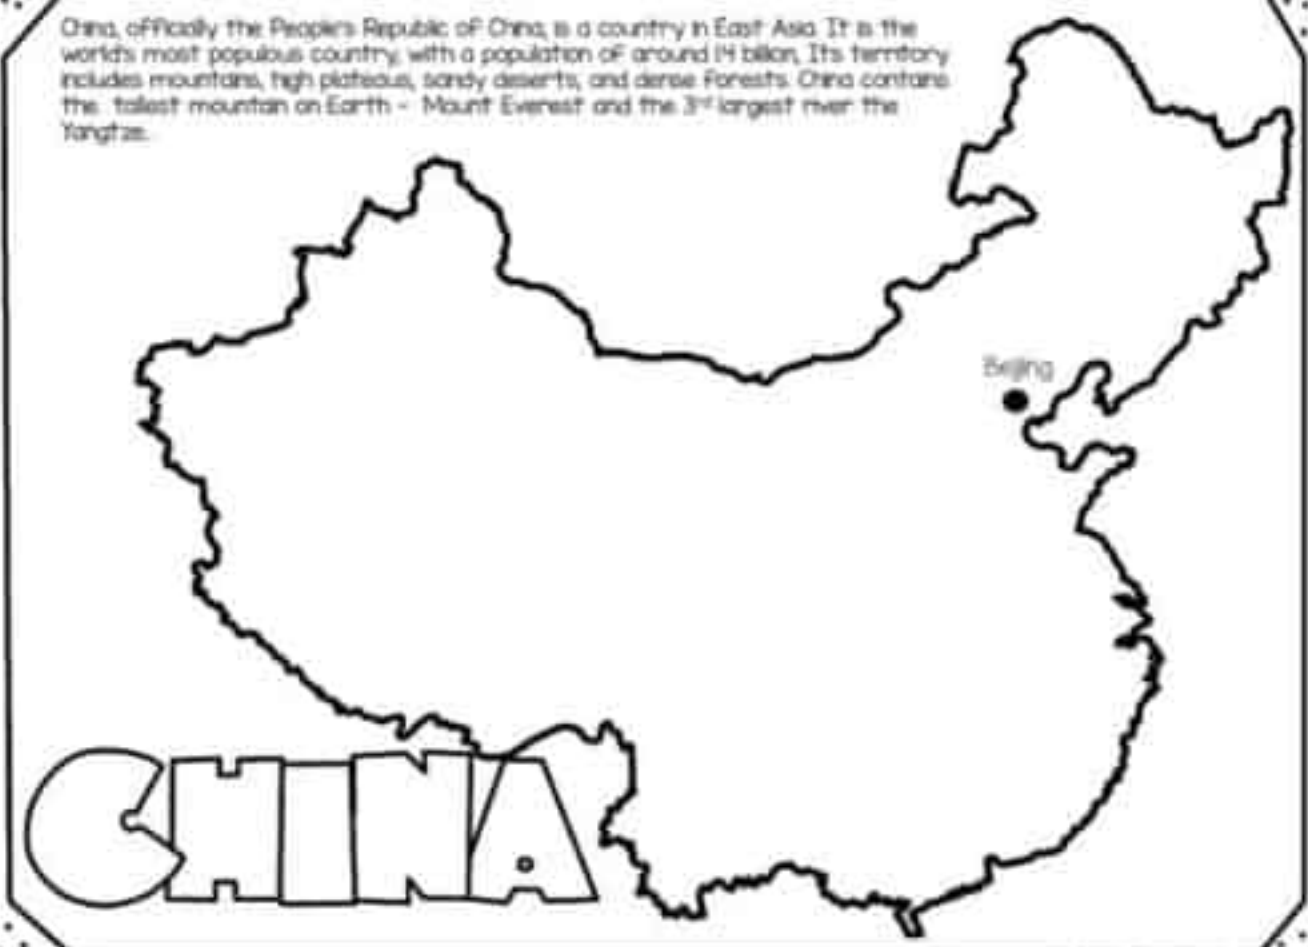 China, officially the People's Republic of China, is a country in East Asia. It is the
world's most populous country, with a population of around 14 billion, Its territory
includes mountains, high plateaus, sandy deserts, and dense forests. China contains
the tallest mountain on Earth - Mount Everest and the 3rd largest river the
Yangtze.
Beijing
CHINA